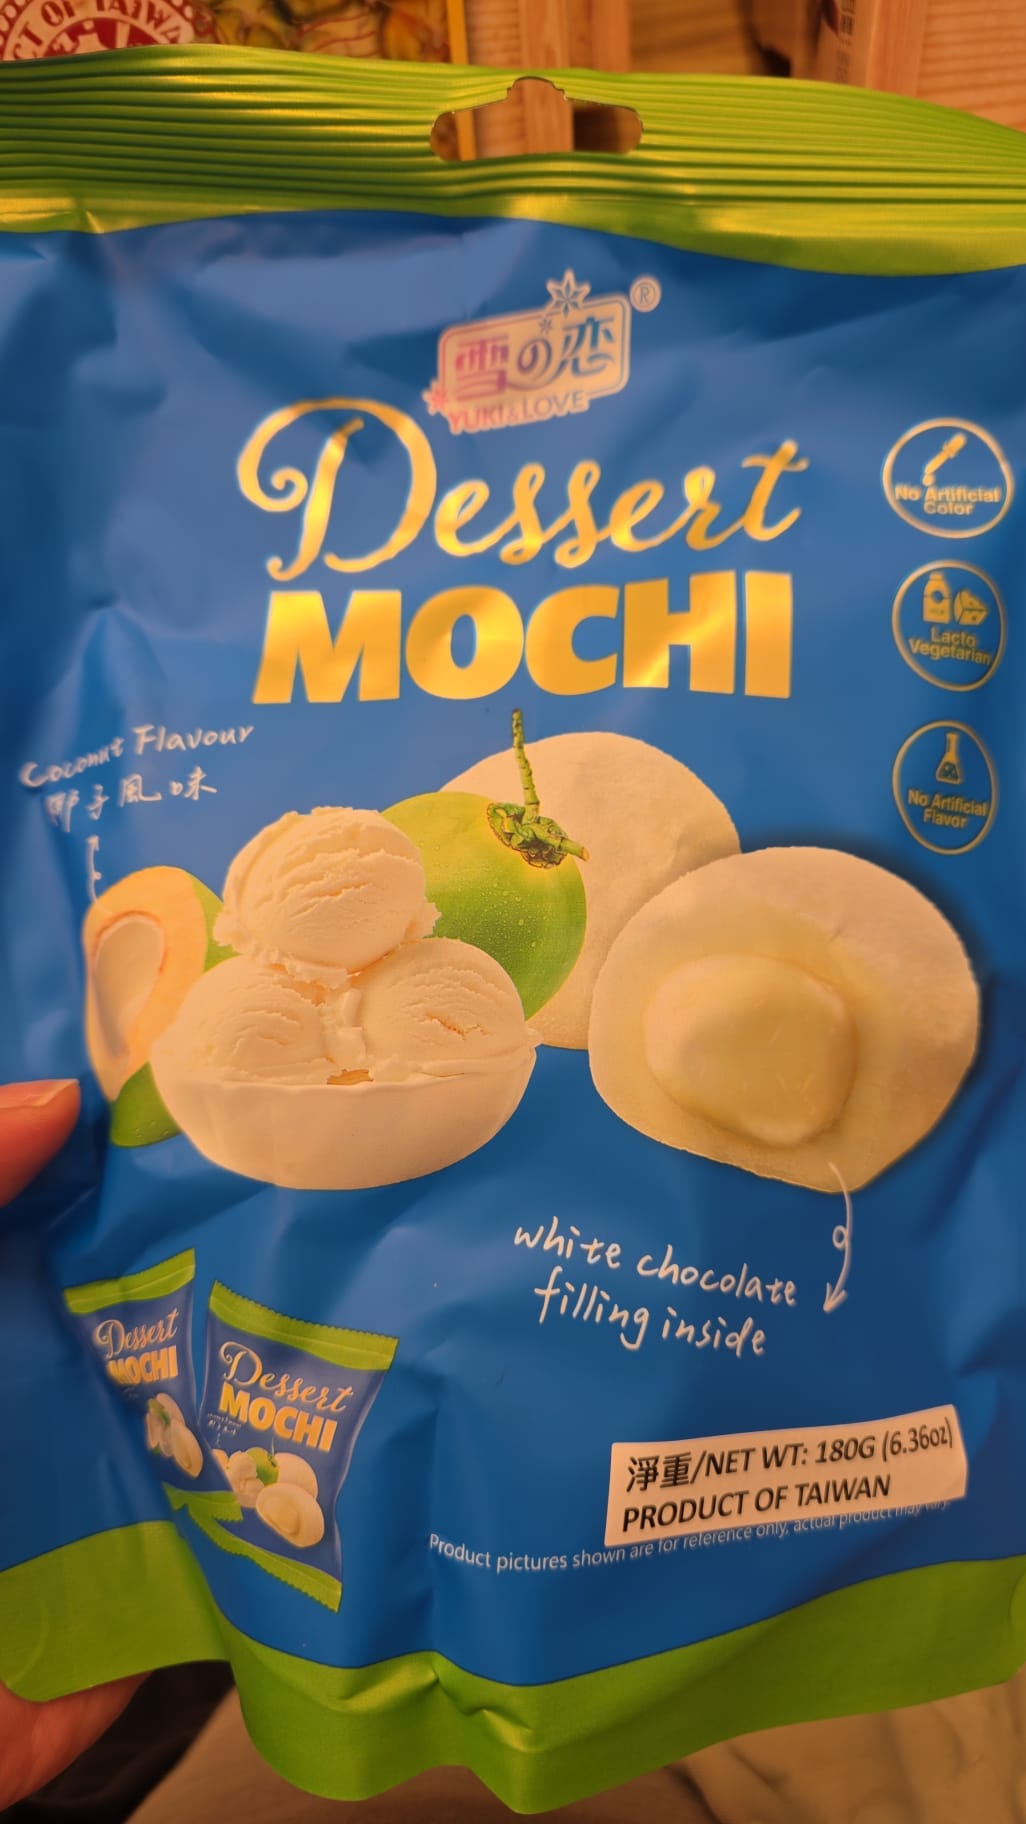 OF TAIWA
雪の恋
®
YUKI&LOVE
Dessert
MOCHI
No Artificial
Color
Lacto
Vegetarian
No Artificial
Flavor
Coconut Flavour
椰子風味
white chocolate
filling inside
Dessert
MOCHI
Dessert
MOCHI
淨重/NET WT: 180G (6.36oz)
PRODUCT OF TAIWAN
Product pictures shown are for reference only, actual product may vary.